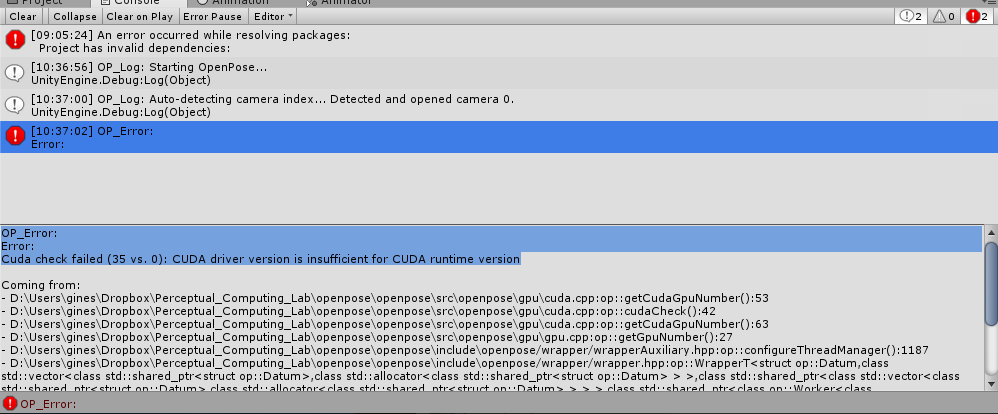 Project Console Animation Animator
Clear Collapse Clear on Play Error Pause Editor 2 0 2
[09:05:24] An error occurred while resolving packages:
Project has invalid dependencies:
[10:36:56] OP_Log: Starting OpenPose...
UnityEngine.Debug:Log(Object)
[10:37:00] OP_Log: Auto-detecting camera index... Detected and opened camera 0.
UnityEngine.Debug:Log(Object)
[10:37:02] OP_Error:
Error:
OP_Error:
Error:
Cuda check failed (35 vs. 0): CUDA driver version is insufficient for CUDA runtime version
Coming from:
- D:\Users\gines\Dropbox\Perceptual_Computing_Lab\openpose\openpose\src\openpose\gpu\cuda.cpp:op::getCudaGpuNumber():53
- D:\Users\gines\Dropbox\Perceptual_Computing_Lab\openpose\openpose\src\openpose\gpu\cuda.cpp:op::cudaCheck():42
- D:\Users\gines\Dropbox\Perceptual_Computing_Lab\openpose\openpose\src\openpose\gpu\cuda.cpp:op::getCudaGpuNumber():63
- D:\Users\gines\Dropbox\Perceptual_Computing_Lab\openpose\openpose\src\openpose\gpu\gpu.cpp:op::getGpuNumber():27
- D:\Users\gines\Dropbox\Perceptual_Computing_Lab\openpose\openpose\include\openpose/wrapper/wrapperAuxiliary.hpp:op::configureThreadManager():1187
- D:\Users\gines\Dropbox\Perceptual_Computing_Lab\openpose\openpose\include\openpose/wrapper/wrapper.hpp:op::WrapperT<struct op::Datum,class
std::vector<class std::shared_ptr<struct op::Datum>,class std::allocator<class std::shared_ptr<struct op::Datum> > >,class std::shared_ptr<class std::vector<class
std::shared_ptr<struct op::Datum>,class std::allocator<class std::shared_ptr<struct op::Datum> > > >,class std::shared_ptr<class op::Worker<class
OP_Error: